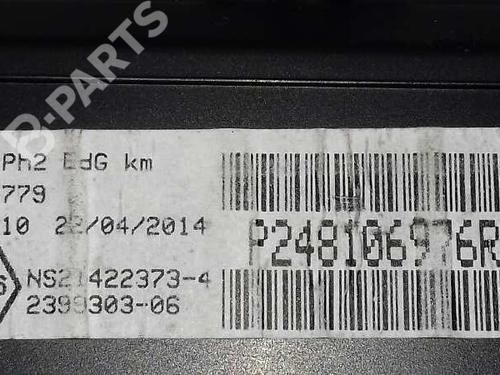 B-PARTS
Ph2 EdG km
779
10 22/04/2014
P248106976R
NS21422373-4
2399303-06